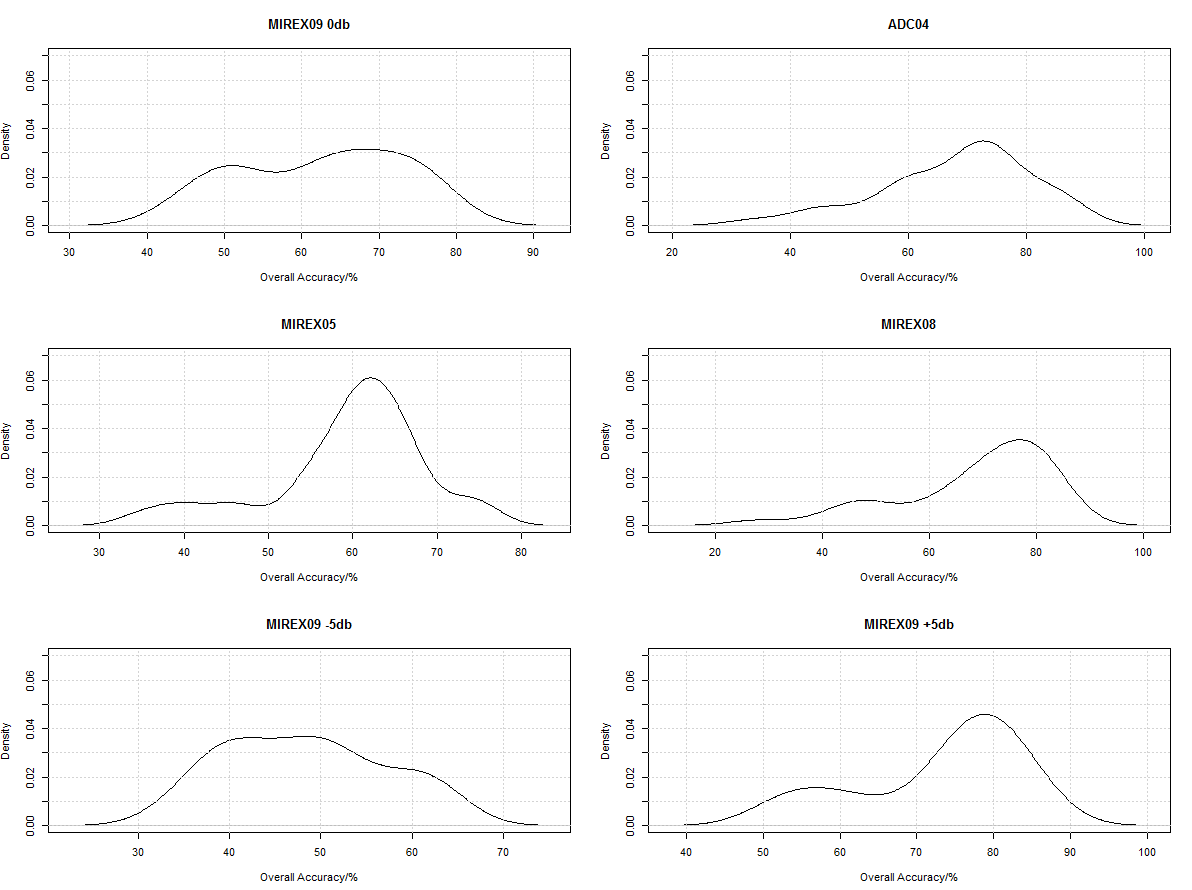 MIREX09 0db
Density
0.00 0.02 0.04 0.06
30 40 50 60 70 80 90
Overall Accuracy/%
ADC04
Density
0.00 0.02 0.04 0.06
20 40 60 80 100
Overall Accuracy/%
MIREX05
Density
0.00 0.02 0.04 0.06
30 40 50 60 70 80
Overall Accuracy/%
MIREX08
Density
0.00 0.02 0.04 0.06
20 40 60 80 100
Overall Accuracy/%
MIREX09 -5db
Density
0.00 0.02 0.04 0.06
30 40 50 60 70
Overall Accuracy/%
MIREX09 +5db
Density
0.00 0.02 0.04 0.06
40 50 60 70 80 90 100
Overall Accuracy/%